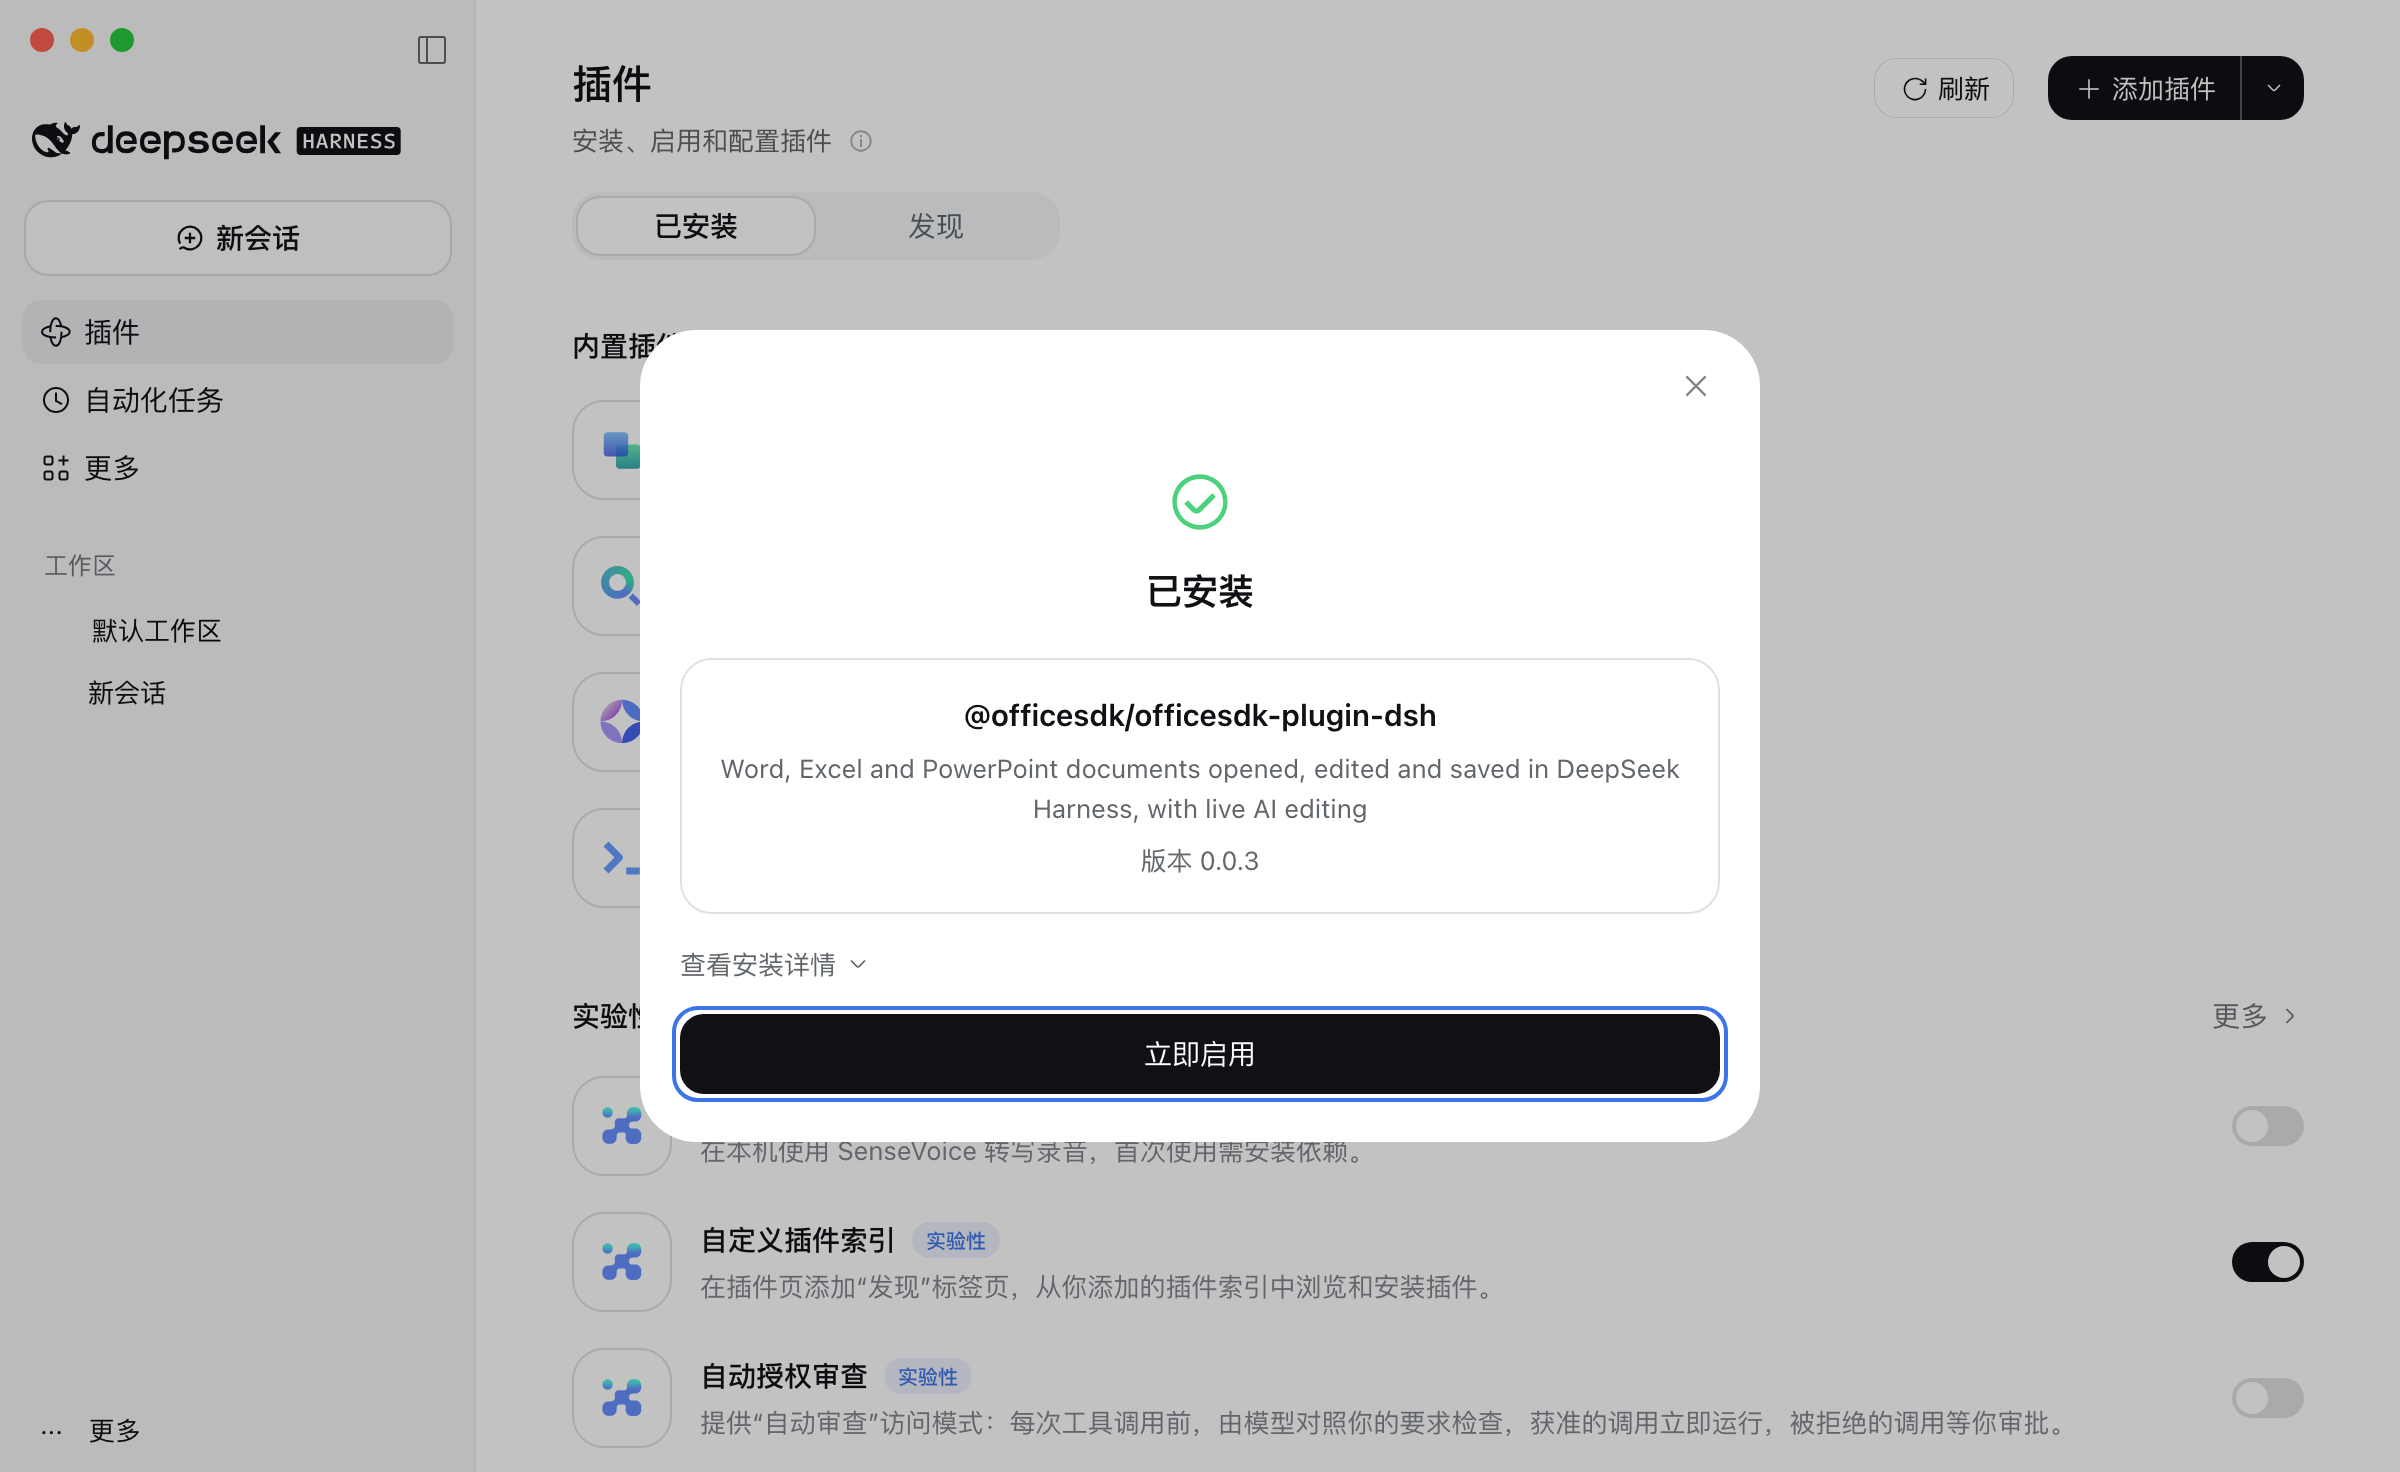 deepseek HARNESS
新会话
插件
自动化任务
更多
工作区
默认工作区
新会话
... 更多
插件
安装、启用和配置插件
刷新
添加插件
已安装
发现
内置插
已安装
@officesdk/officesdk-plugin-dsh
Word, Excel and PowerPoint documents opened, edited and saved in DeepSeek
Harness, with live AI editing
版本 0.0.3
查看安装详情
立即启用
实验
更多
在本机使用 SenseVoice 转写录音，首次使用需安装依赖。
自定义插件索引 实验性
在插件页添加“发现”标签页，从你添加的插件索引中浏览和安装插件。
自动授权审查 实验性
提供“自动审查”访问模式：每次工具调用前，由模型对照你的要求检查，获准的调用立即运行，被拒绝的调用等你审批。